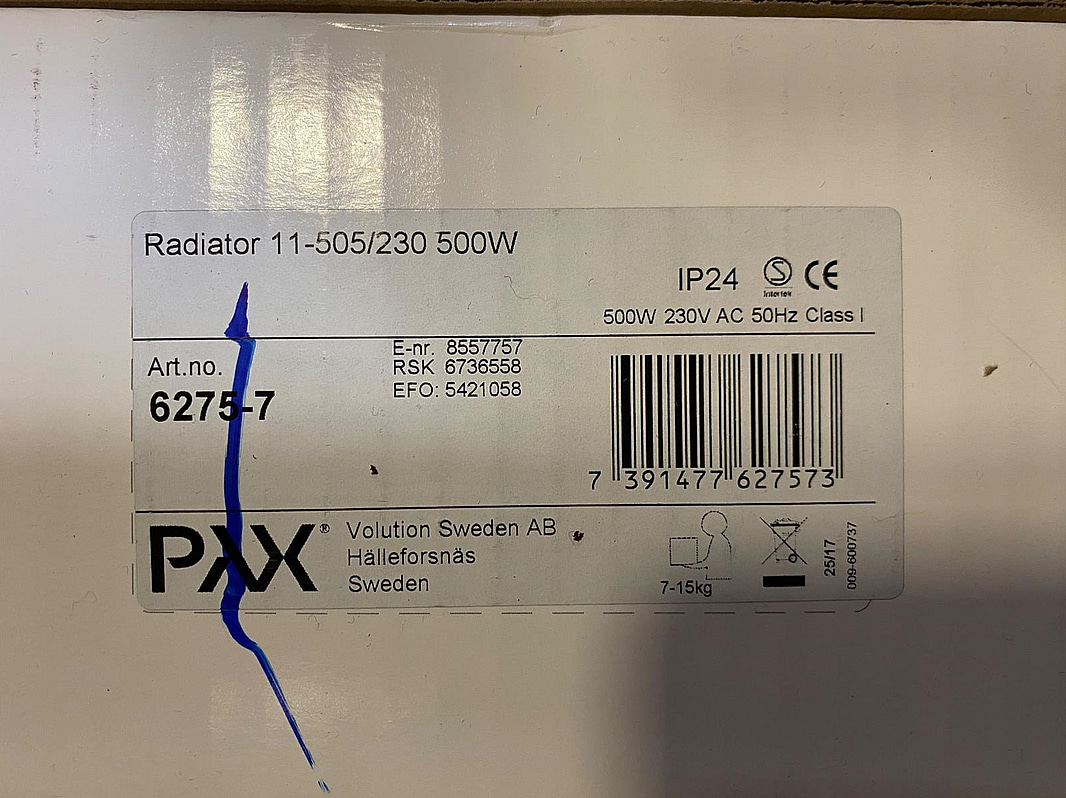 Radiator 11-505/230 500W
IP24
Intertek
CE
500W 230V AC 50Hz Class I
Art.no.
6275-7
E-nr. 8557757
RSK 6736558
EFO: 5421058
7 391477 627573
PAX®
Volution Sweden AB
Hälleforsnäs
Sweden
7-15kg
25/17
009-600737